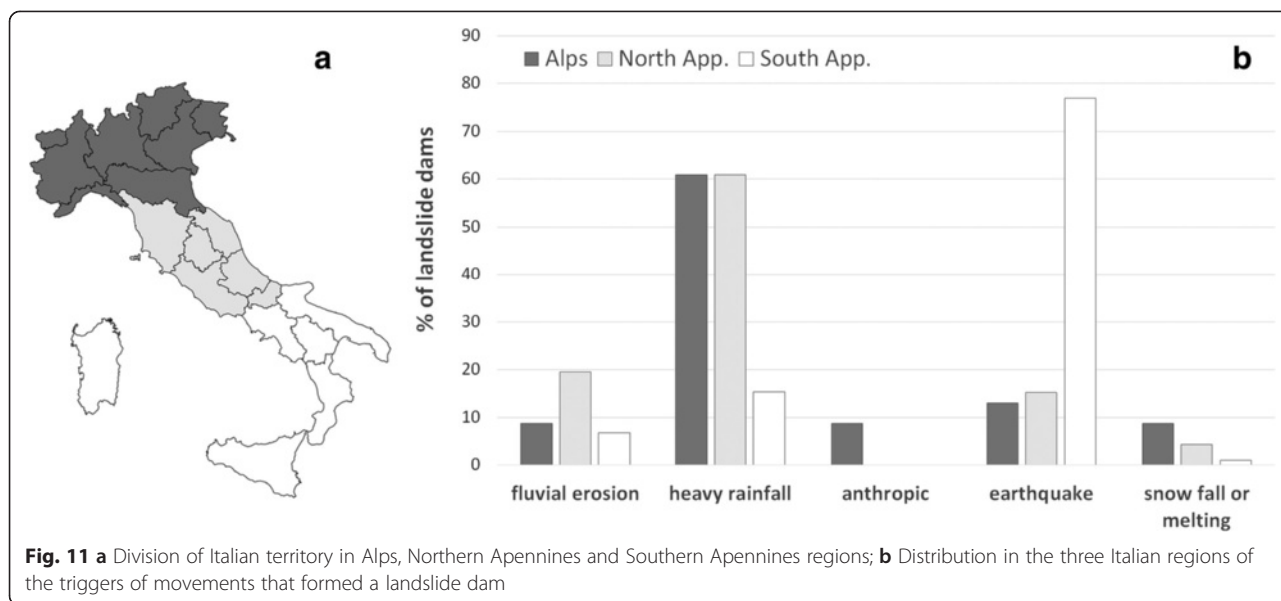 a
b
Alps North App. South App.
% of landslide dams
90
80
70
60
50
40
30
20
10
0
fluvial erosion heavy rainfall anthropic earthquake snow fall or melting
Fig. 11 a Division of Italian territory in Alps, Northern Apennines and Southern Apennines regions; b Distribution in the three Italian regions of
the triggers of movements that formed a landslide dam